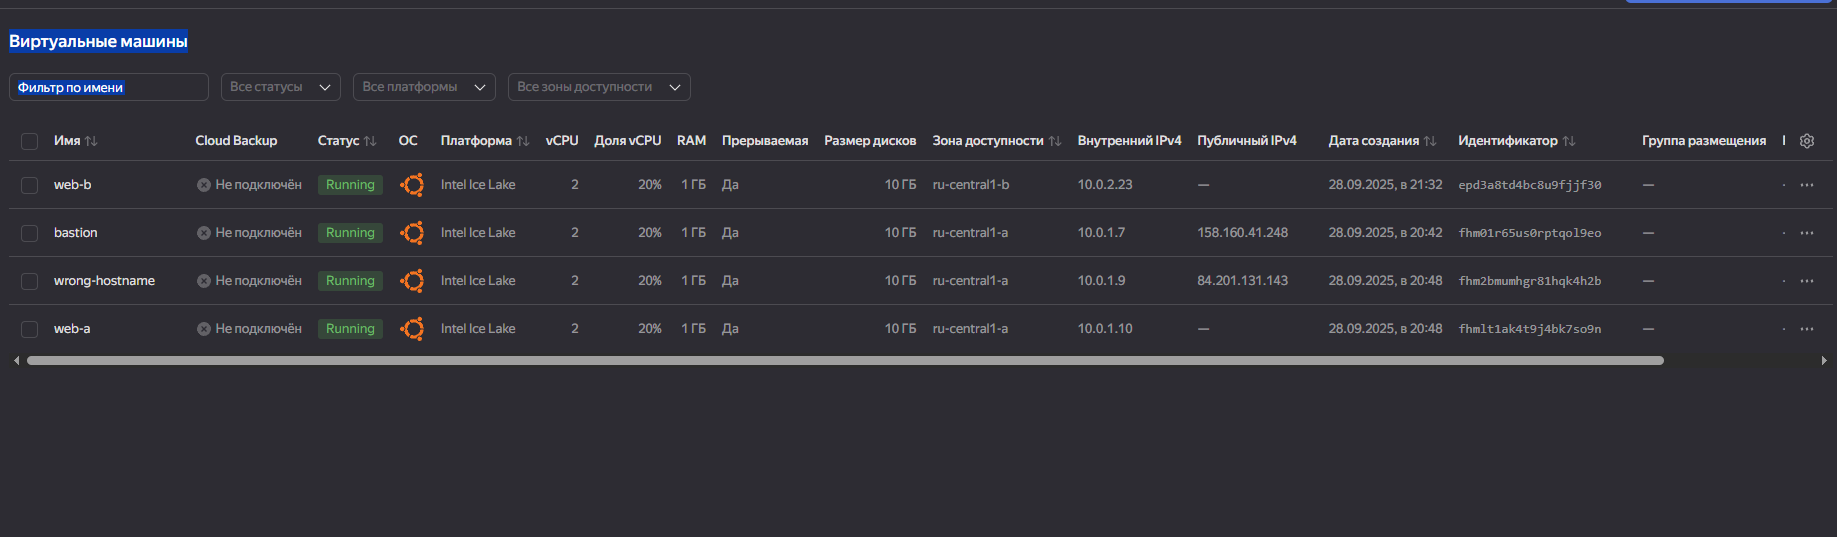 Виртуальные машины
Фильтр по имени Все статусы Все платформы Все зоны доступности
Имя Cloud Backup Статус ОС Платформа vCPU Доля vCPU RAM Прерываемая Размер дисков Зона доступности Внутренний IPv4 Публичный IPv4 Дата создания Идентификатор Группа размещения
web-b Не подключён Running Intel Ice Lake 2 20% 1 ГБ Да 10 ГБ ru-central1-b 10.0.2.23 — 28.09.2025, в 21:32 epd3a8td4bc8u9fjjf30 —
bastion Не подключён Running Intel Ice Lake 2 20% 1 ГБ Да 10 ГБ ru-central1-a 10.0.1.7 158.160.41.248 28.09.2025, в 20:42 fhm01r65us0rptqol9eo —
wrong-hostname Не подключён Running Intel Ice Lake 2 20% 1 ГБ Да 10 ГБ ru-central1-a 10.0.1.9 84.201.131.143 28.09.2025, в 20:48 fhm2bmumhgr81hqk4h2b —
web-a Не подключён Running Intel Ice Lake 2 20% 1 ГБ Да 10 ГБ ru-central1-a 10.0.1.10 — 28.09.2025, в 20:48 fhmlt1ak4t9j4bk7so9n —